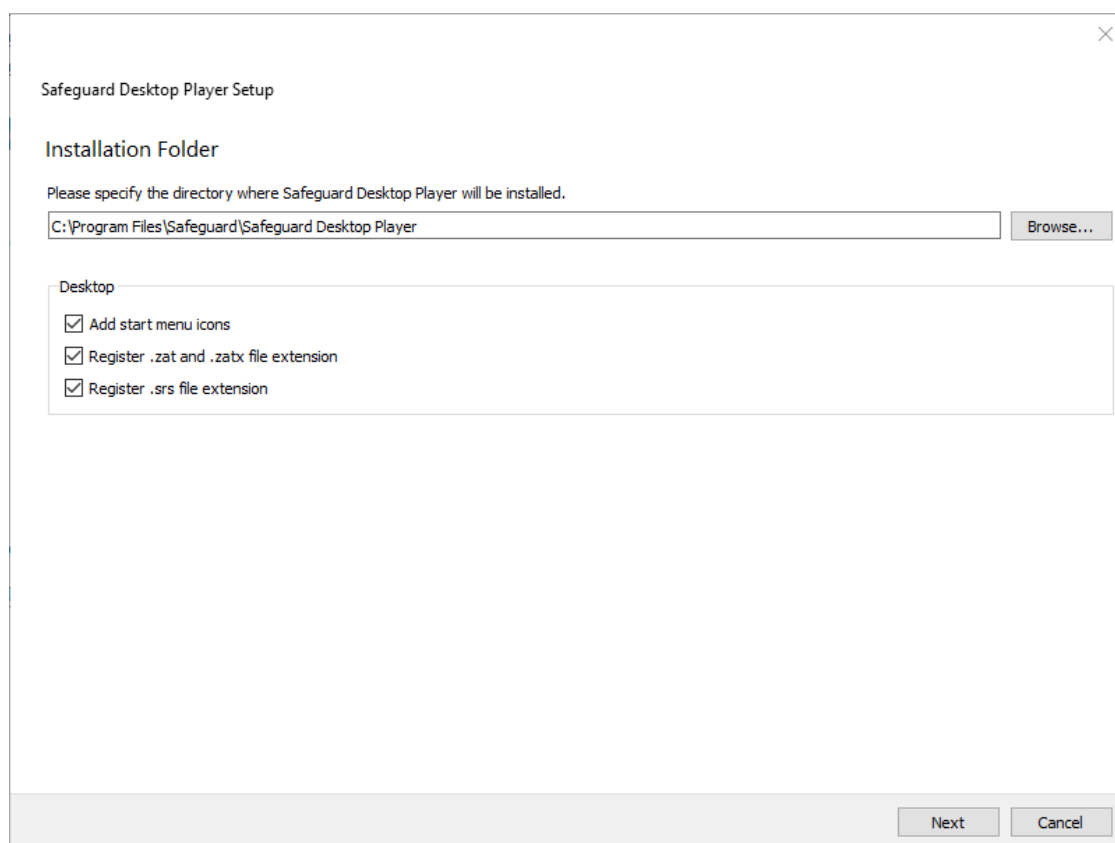 Safeguard Desktop Player Setup
Installation Folder
Please specify the directory where Safeguard Desktop Player will be installed.
C:\Program Files\Safeguard\Safeguard Desktop Player
Browse...
Desktop
Add start menu icons
Register .zat and .zatx file extension
Register .srs file extension
Next Cancel